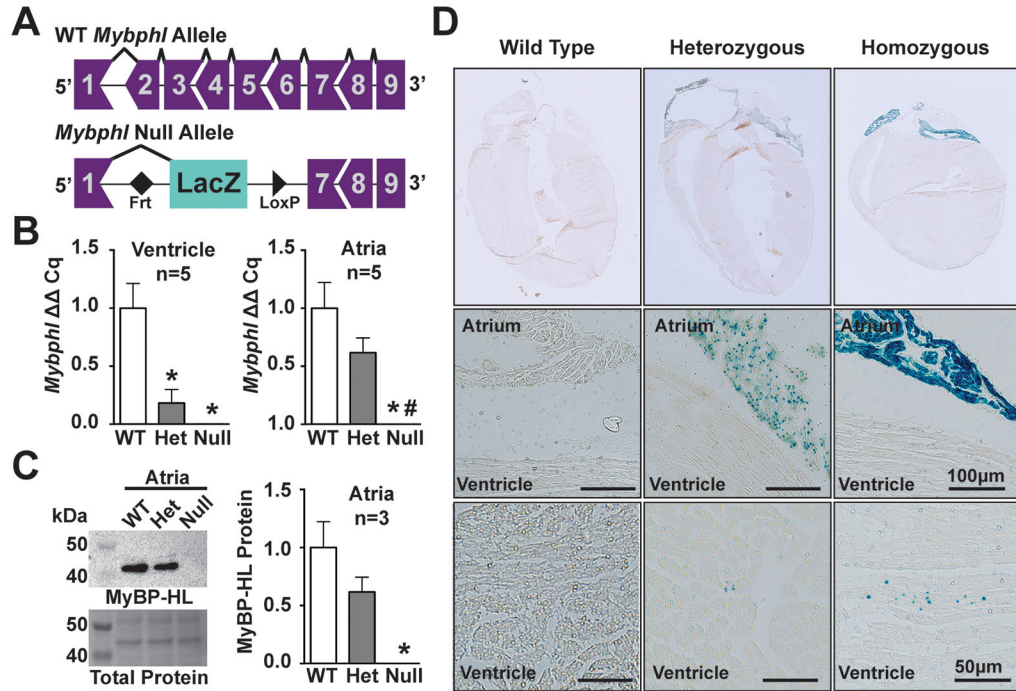 A
WT Mybphl Allele
5' 1 2 3 4 5 6 7 8 9 3'
Mybphl Null Allele
5' 1 LacZ 7 8 9 3'
Frt LoxP
B
Mybphl ΔΔ Cq
1.5
1.0
0.5
0.0
Ventricle
n=5
*
*
WT Het Null
Mybphl ΔΔ Cq
1.5
1.0
0.5
1.0
Atria
n=5
*#
WT Het Null
C
Atria
kDa WT Het Null
50
40
MyBP-HL
50
40
Total Protein
MyBP-HL Protein
1.5
1.0
0.5
0.0
Atria
n=3
*
WT Het Null
D
Wild Type Heterozygous Homozygous
Atrium Atrium Atrium
100µm
Ventricle Ventricle Ventricle
50µm
Ventricle Ventricle Ventricle